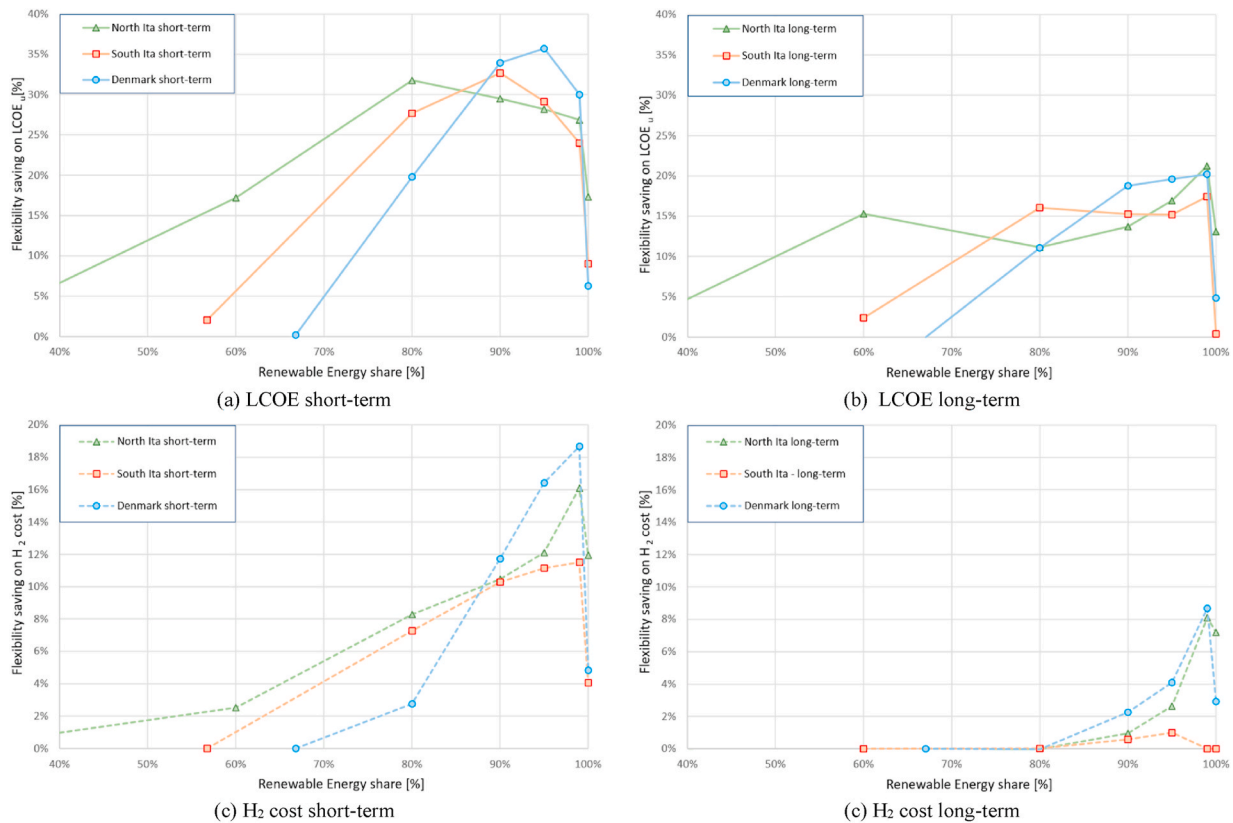 North Ita short-term
South Ita short-term
Denmark short-term
Flexibility saving on LCOE u[%]
40%
35%
30%
25%
20%
15%
10%
5%
0%
40% 50% 60% 70% 80% 90% 100%
Renewable Energy share [%]
(a) LCOE short-term
North Ita long-term
South Ita long-term
Denmark long-term
Flexibility saving on LCOE u [%]
40%
35%
30%
25%
20%
15%
10%
5%
0%
40% 50% 60% 70% 80% 90% 100%
Renewable Energy share [%]
(b) LCOE long-term
North Ita short-term
South Ita short-term
Denmark short-term
Flexibility saving on H 2 cost [%]
20%
18%
16%
14%
12%
10%
8%
6%
4%
2%
0%
40% 50% 60% 70% 80% 90% 100%
Renewable Energy share [%]
(c) H₂ cost short-term
North Ita long-term
South Ita - long-term
Denmark long-term
Flexibility saving on H 2 cost [%]
20%
18%
16%
14%
12%
10%
8%
6%
4%
2%
0%
40% 50% 60% 70% 80% 90% 100%
Renewable Energy share [%]
(c) H₂ cost long-term